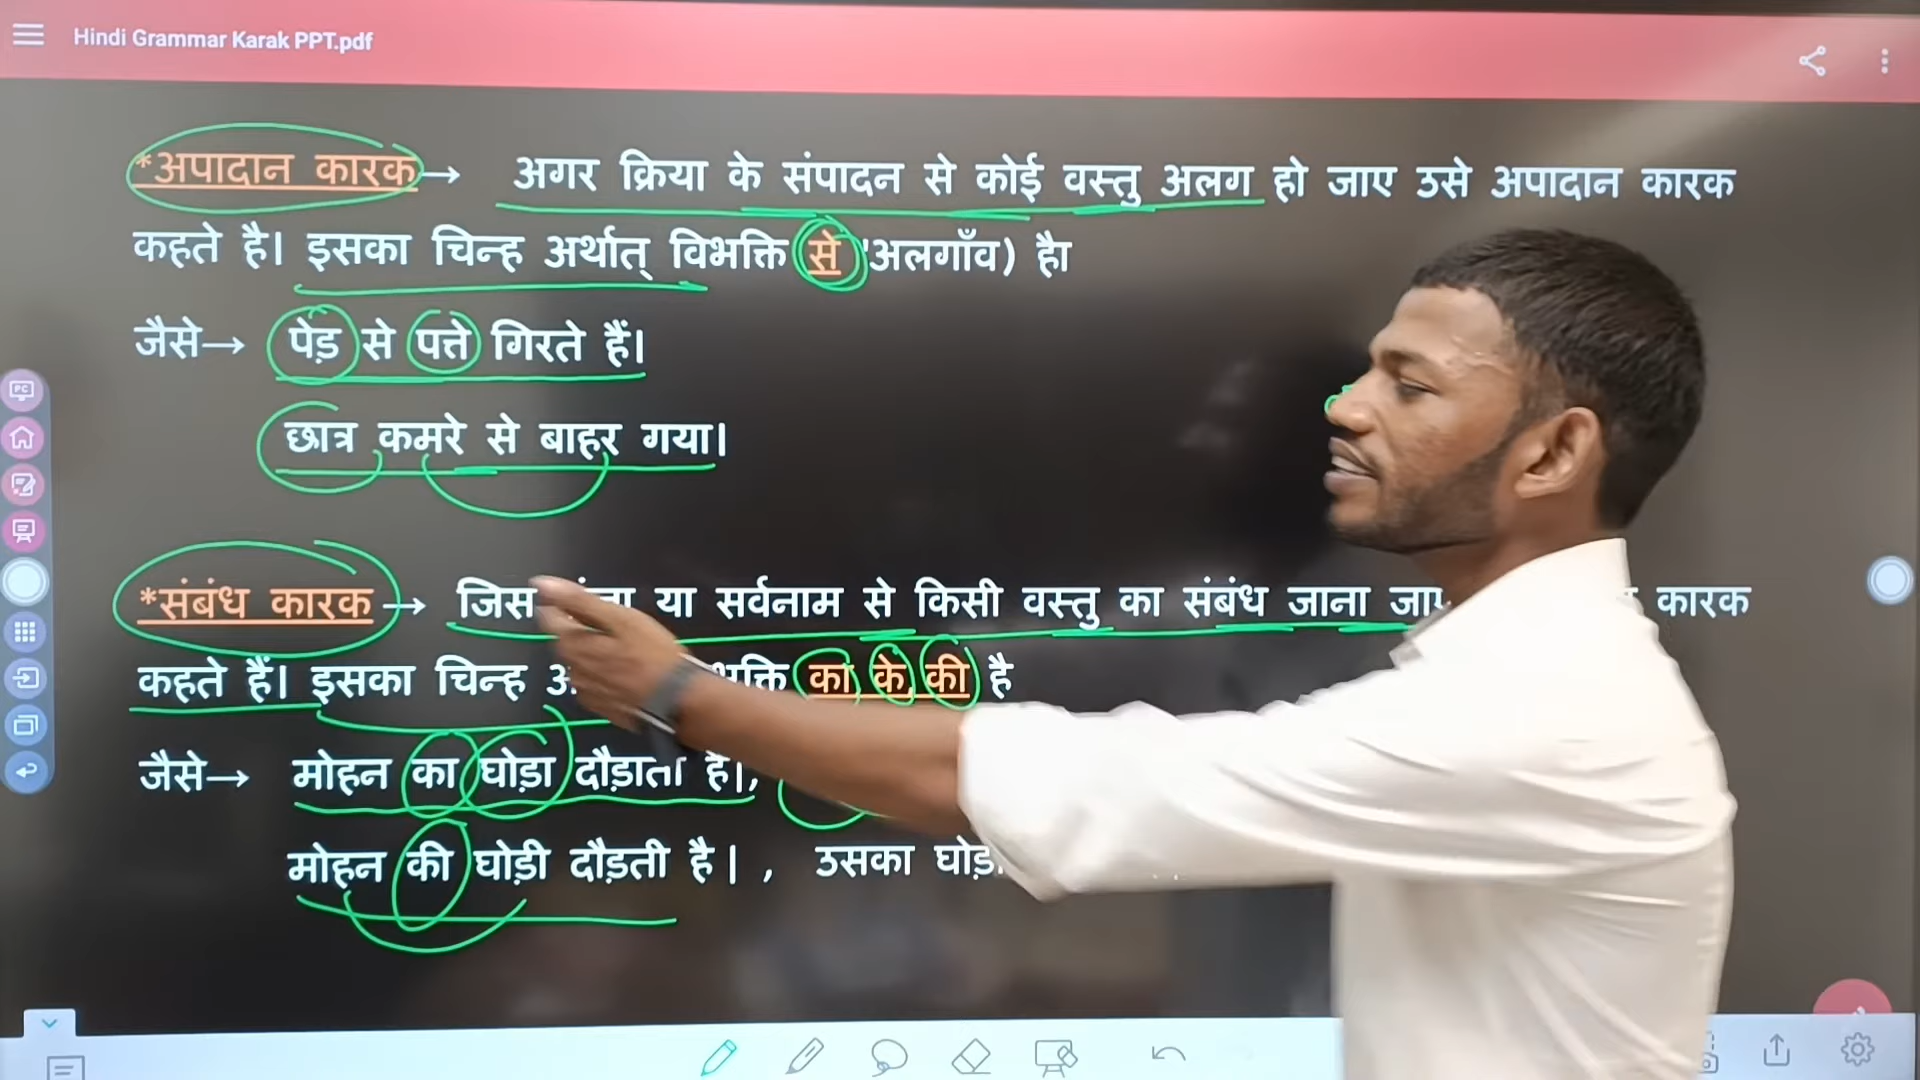 Hindi Grammar Karak PPT.pdf
*अपादान कारक→ अगर क्रिया के संपादन से कोई वस्तु अलग हो जाए उसे अपादान कारक
कहते है। इसका चिन्ह अर्थात् विभक्ति से 'अलगाँव) है।
जैसे→ पेड़ से पत्ते गिरते हैं।
छात्र कमरे से बाहर गया।
*संबंध कारक→ जिस या सर्वनाम से किसी वस्तु का संबंध जाना कारक
कहते हैं। इसका चिन्ह का, के, की है
जैसे→ मोहन का घोड़ा दौड़ाता है।,
मोहन की घोड़ी दौड़ती है| , उसका